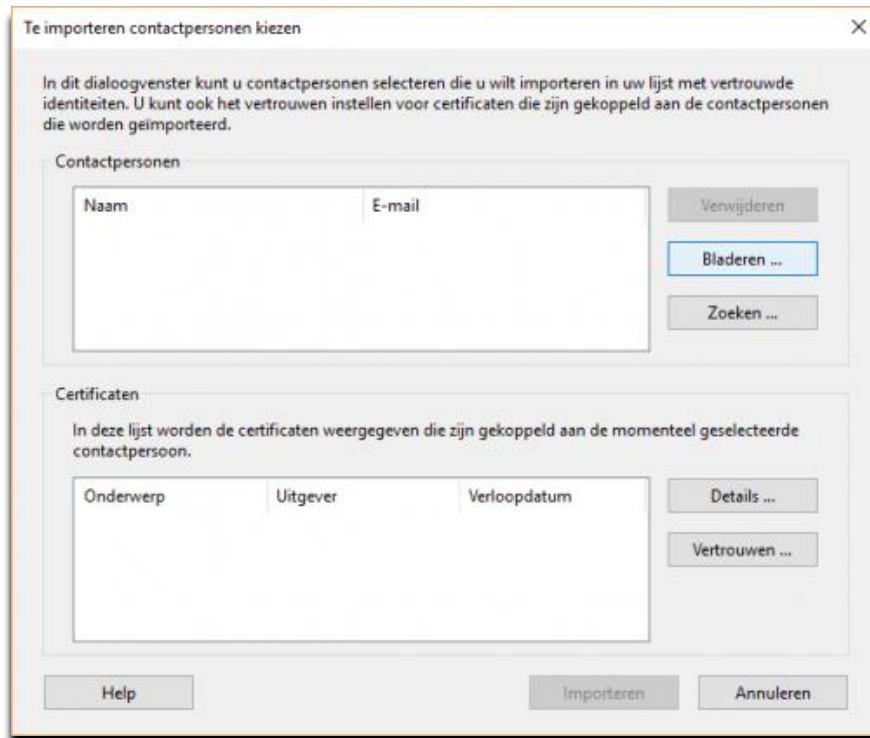 Te importeren contactpersonen kiezen
In dit dialoogvenster kunt u contactpersonen selecteren die u wilt importeren in uw lijst met vertrouwde
identiteiten. U kunt ook het vertrouwen instellen voor certificaten die zijn gekoppeld aan de contactpersonen
die worden geïmporteerd.
Contactpersonen
Naam E-mail
Verwijderen
Bladeren ...
Zoeken ...
Certificaten
In deze lijst worden de certificaten weergegeven die zijn gekoppeld aan de momenteel geselecteerde
contactpersoon.
Onderwerp Uitgever Verloopdatum
Details ...
Vertrouwen ...
Help Importeren Annuleren